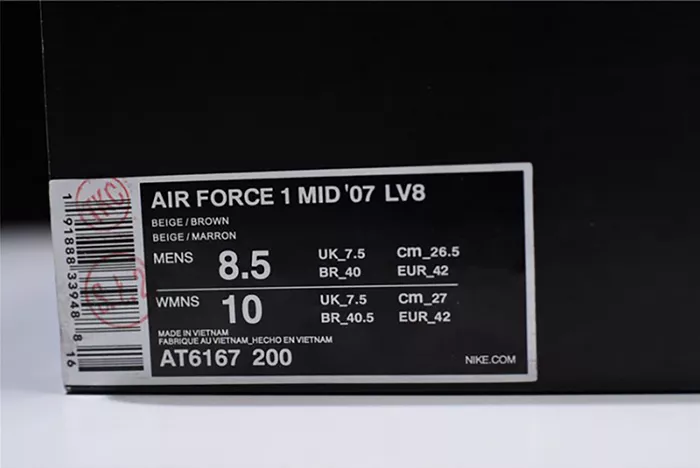 AIR FORCE 1 MID '07 LV8
BEIGE / BROWN
BEIGE / MARRON
MENS 8.5 UK_7.5 Cm_26.5
BR_40 EUR_42
WMNS 10 UK_7.5 Cm_27
BR_40.5 EUR_42
MADE IN VIETNAM
FABRIQUE AU VIETNAM_HECHO EN VIETNAM
AT6167 200 NIKE.COM
1 91888 33948 8 16